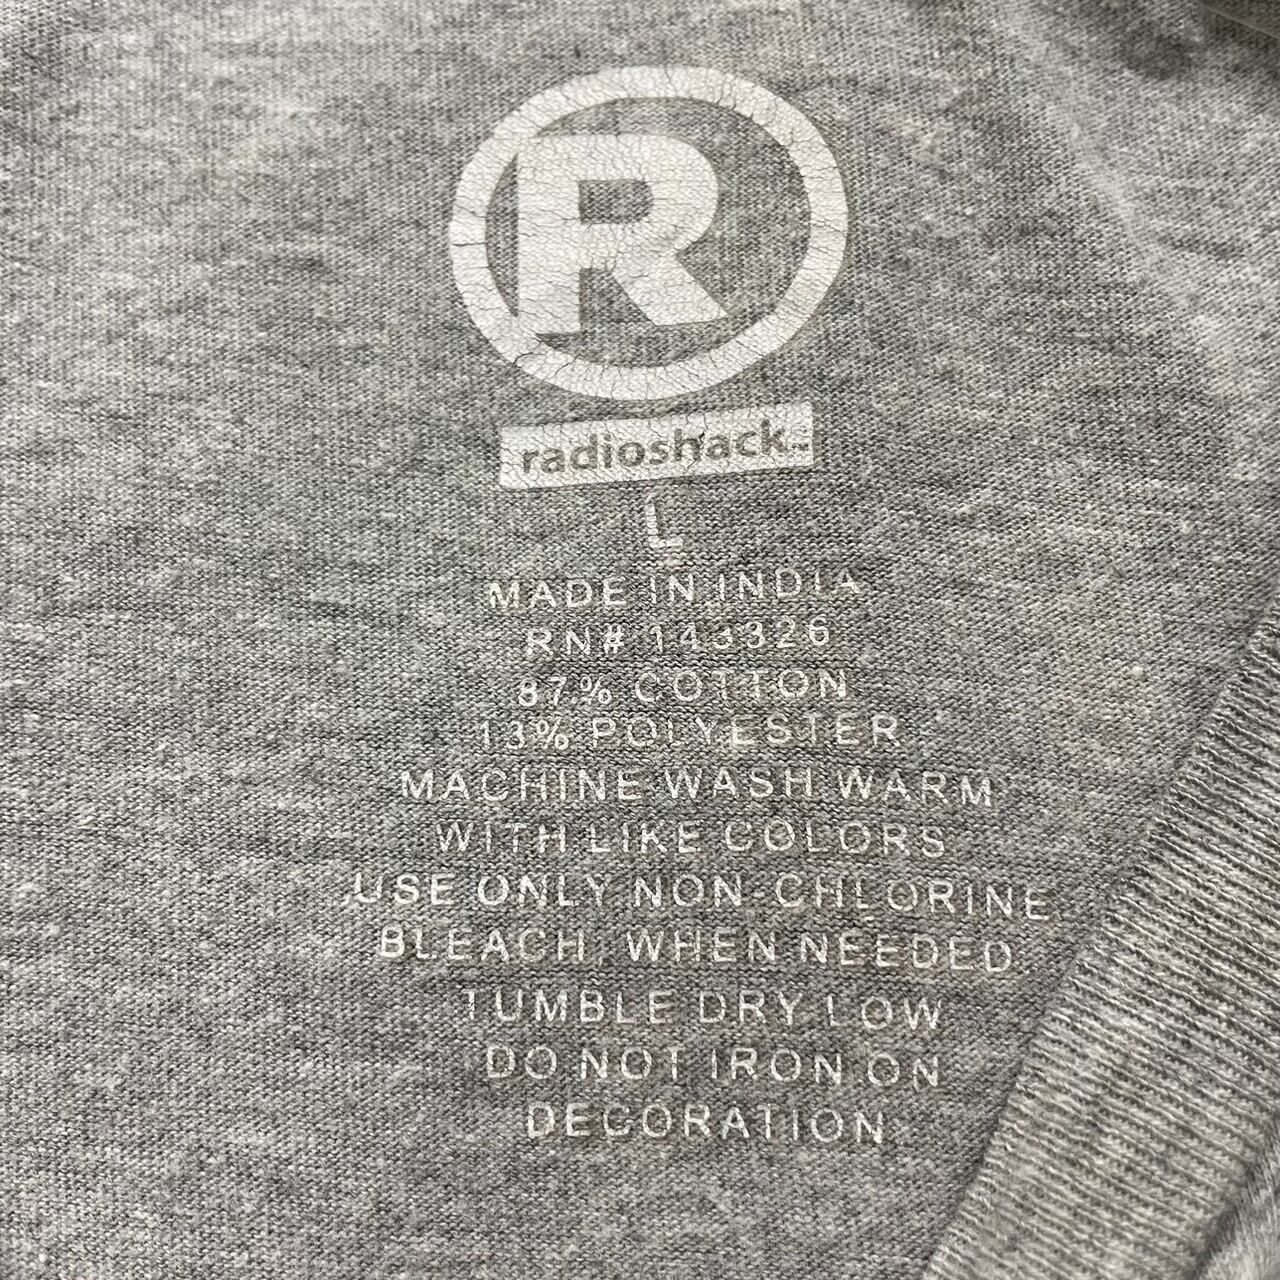 R
radioshack™
L
MADE IN INDIA
RN# 143326
87% COTTON
13% POLYESTER
MACHINE WASH WARM
WITH LIKE COLORS
USE ONLY NON-CHLORINE
BLEACH, WHEN NEEDED
TUMBLE DRY LOW
DO NOT IRON ON
DECORATION